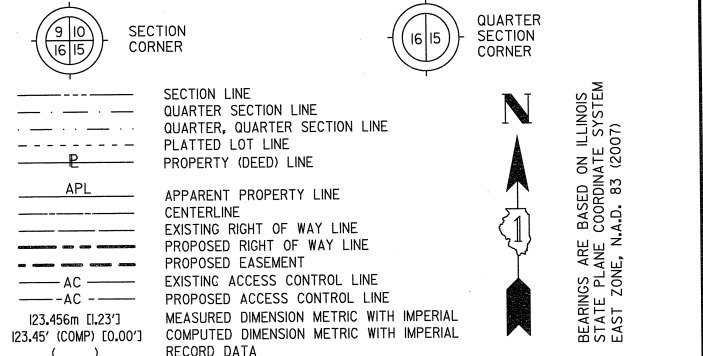 9 10
16 15
SECTION
CORNER
16 15
QUARTER
SECTION
CORNER
SECTION LINE
QUARTER SECTION LINE
QUARTER, QUARTER SECTION LINE
PLATTED LOT LINE
PL PROPERTY (DEED) LINE
APL APPARENT PROPERTY LINE
CENTERLINE
EXISTING RIGHT OF WAY LINE
PROPOSED RIGHT OF WAY LINE
PROPOSED EASEMENT
AC EXISTING ACCESS CONTROL LINE
AC PROPOSED ACCESS CONTROL LINE
123.456m [1.23'] MEASURED DIMENSION METRIC WITH IMPERIAL
123.45' (COMP) [0.00'] COMPUTED DIMENSION METRIC WITH IMPERIAL
( ) RECORD DATA
N
1
BEARINGS ARE BASED ON ILLINOIS
STATE PLANE COORDINATE SYSTEM
EAST ZONE, N.A.D. 83 (2007)